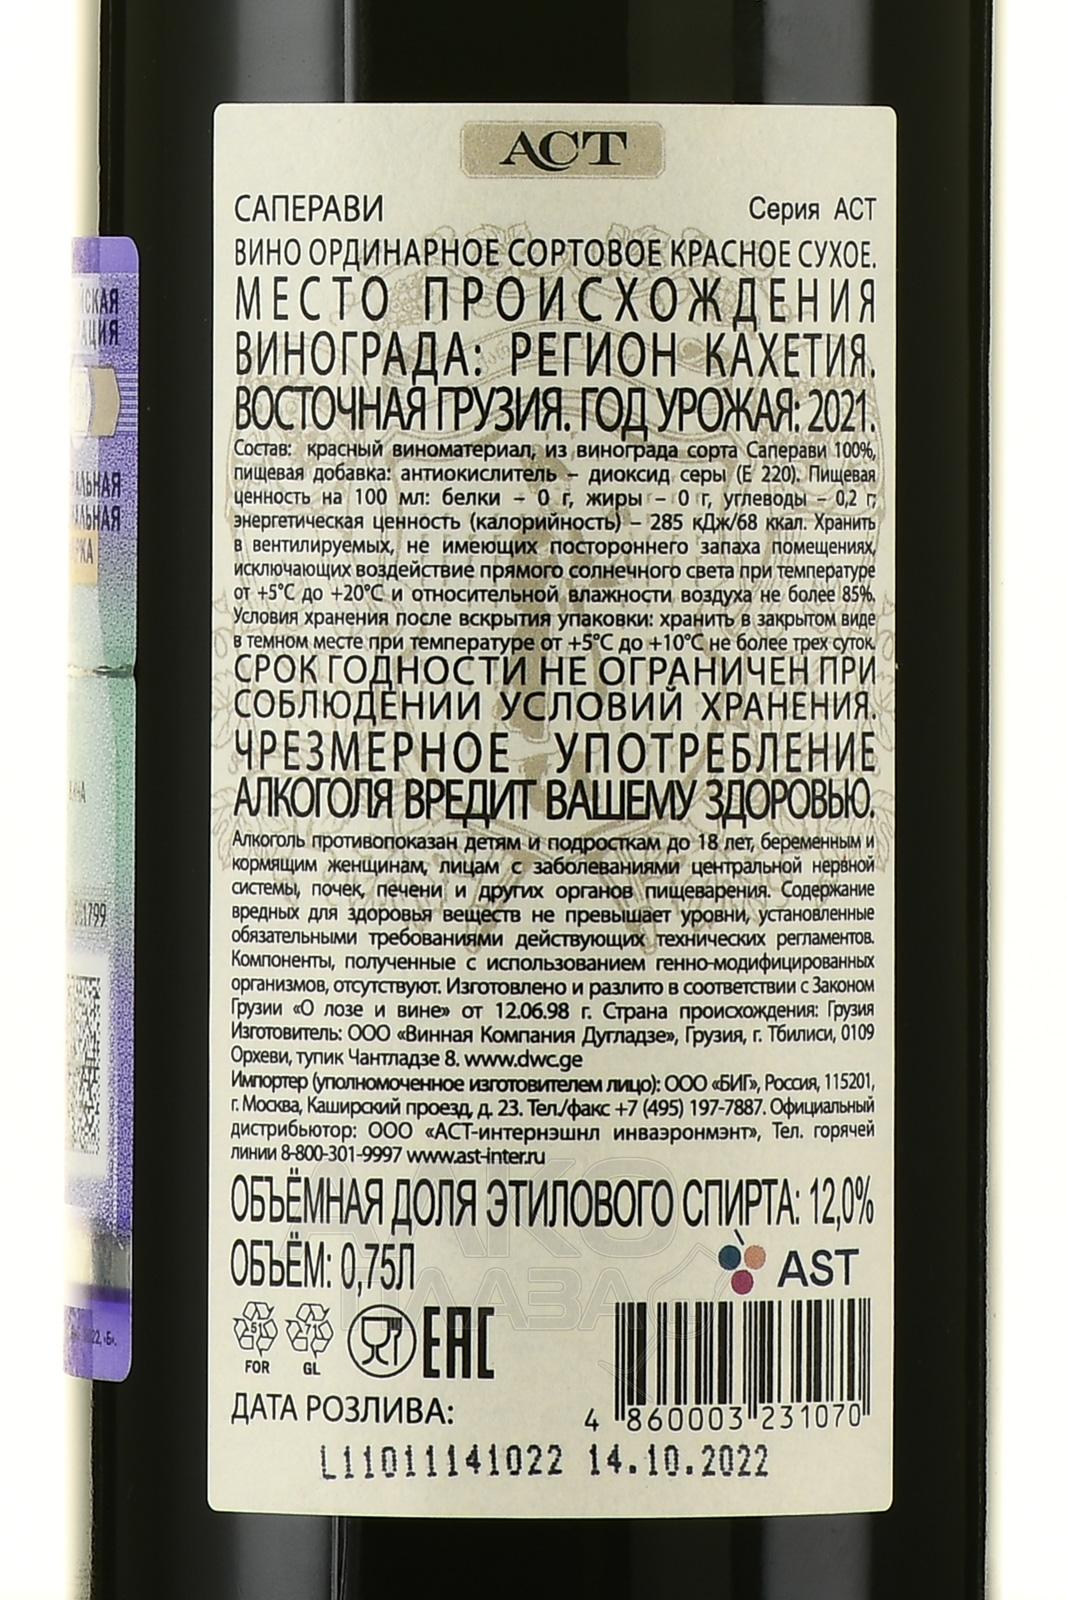 АСТ
САПЕРАВИ Серия АСТ
ВИНО ОРДИНАРНОЕ СОРТОВОЕ КРАСНОЕ СУХОЕ.
МЕСТО ПРОИСХОЖДЕНИЯ
ВИНОГРАДА: РЕГИОН КАХЕТИЯ.
ВОСТОЧНАЯ ГРУЗИЯ. ГОД УРОЖАЯ: 2021.
Состав: красный виноматериал, из винограда сорта Саперави 100%,
пищевая добавка: антиокислитель – диоксид серы (Е 220). Пищевая
ценность на 100 мл: белки – 0 г, жиры – 0 г, углеводы – 0,2 г;
энергетическая ценность (калорийность) – 285 кДж/68 ккал. Хранить
в вентилируемых, не имеющих постороннего запаха помещениях,
исключающих воздействие прямого солнечного света при температуре
от +5°С до +20°С и относительной влажности воздуха не более 85%.
Условия хранения после вскрытия упаковки: хранить в закрытом виде
в темном месте при температуре от +5°С до +10°С не более трех суток.
СРОК ГОДНОСТИ НЕ ОГРАНИЧЕН ПРИ
СОБЛЮДЕНИИ УСЛОВИЙ ХРАНЕНИЯ.
ЧРЕЗМЕРНОЕ УПОТРЕБЛЕНИЕ
АЛКОГОЛЯ ВРЕДИТ ВАШЕМУ ЗДОРОВЬЮ.
Алкоголь противопоказан детям и подросткам до 18 лет, беременным и
кормящим женщинам, лицам с заболеваниями центральной нервной
системы, почек, печени и других органов пищеварения. Содержание
вредных для здоровья веществ не превышает уровни, установленные
обязательными требованиями действующих технических регламентов.
Компоненты, полученные с использованием генно-модифицированных
организмов, отсутствуют. Изготовлено и разлито в соответствии с Законом
Грузии «О лозе и вине» от 12.06.98 г. Страна происхождения: Грузия
Изготовитель: ООО «Винная Компания Дугладзе», Грузия, г. Тбилиси, 0109
Орхеви, тупик Чантладзе 8. www.dwc.ge
Импортер (уполномоченное изготовителем лицо): ООО «БИГ», Россия, 115201,
г. Москва, Каширский проезд, д. 23. Тел./факс +7 (495) 197-7887. Официальный
дистрибьютор: ООО «АСТ-интернэшнл инваэронмэнт», Тел. горячей
линии 8-800-301-9997 www.ast-inter.ru
ОБЪЁМНАЯ ДОЛЯ ЭТИЛОВОГО СПИРТА: 12,0%
ОБЪЁМ: 0,75Л
AST
51 71 ЕАС
FOR GL
ДАТА РОЗЛИВА:
4 860003 231070
L11011141022 14.10.2022
АЛКО
ПЛАЗА